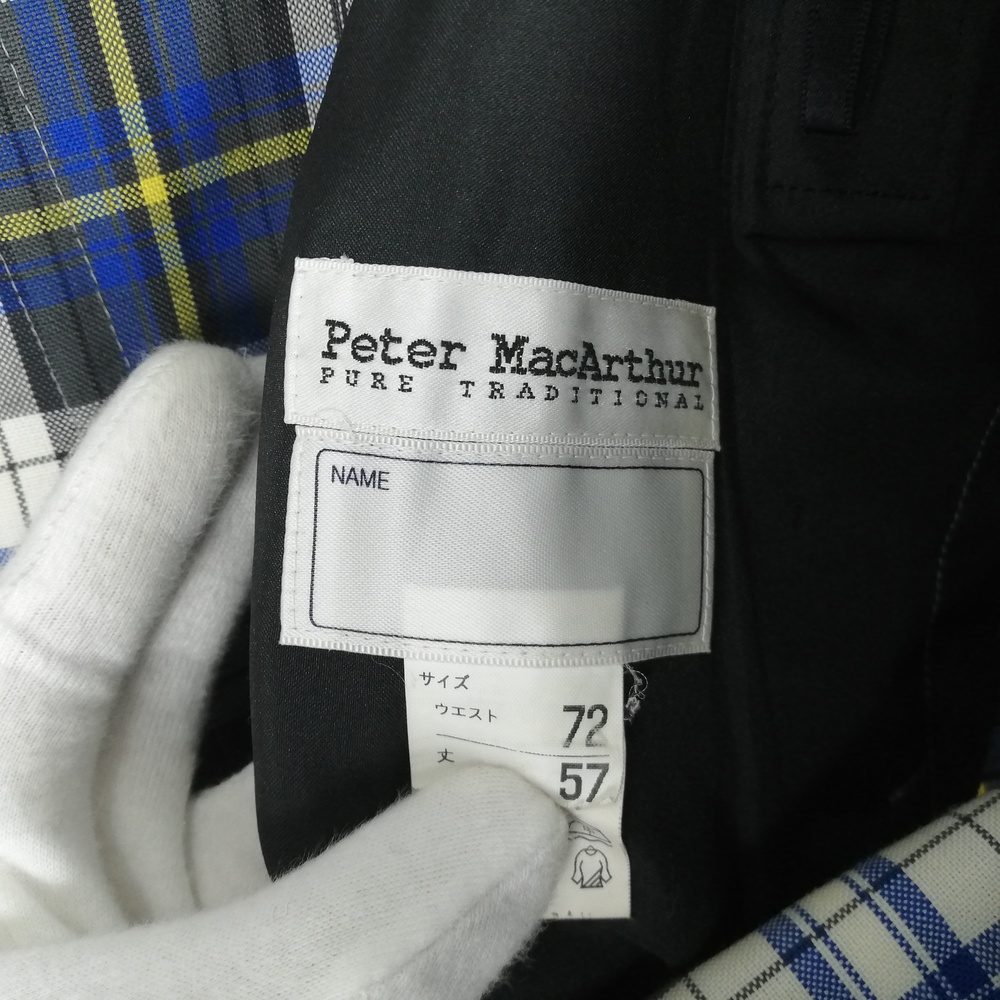 Peter MacArthur
PURE TRADITIONAL
NAME
サイズ
ウエスト 72
丈 57